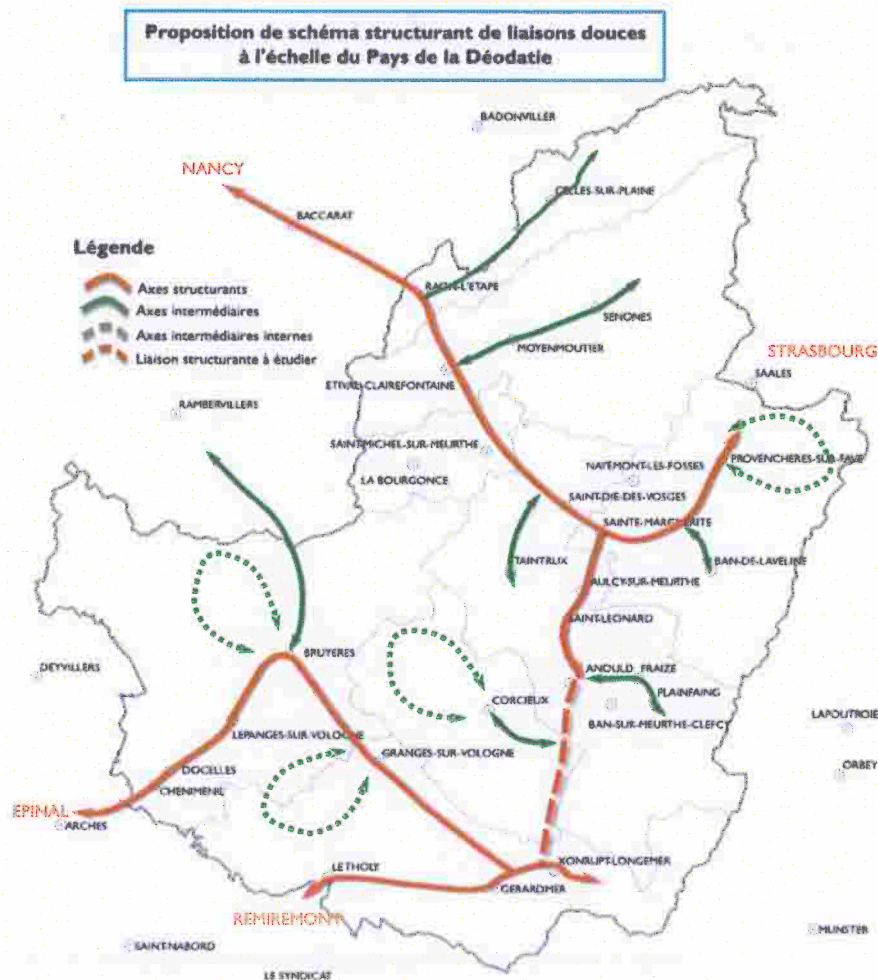 Proposition de schéma structurant de liaisons douces
à l'échelle du Pays de la Déodatie
BADONVILLER
NANCY
CELLES-SUR-PLAINE
BACCARAT
Légende
Axes structurants
Axes intermédiaires
Axes intermédiaires internes
Liaison structurante à étudier
RAON-L'ETAPE
SENONES
MOYENMOUTIER
STRASBOURG
SAALES
ETIVAL-CLAIREFONTAINE
RAMBERVILLERS
SAINT-MICHEL-SUR-MEURTHE
PROVENCHERES-SUR-FAVE
NAYEMONT-LES-FOSSES
LA BOURGONCE
SAINT-DIE-DES-VOSGES
SAINTE-MARGUERITE
TAINTRUX
BAN-DE-LAVELINE
SAULCY-SUR-MEURTHE
SAINT-LEONARD
BRUYERES
DEYVILLERS
ANOULD FRAIZE
PLAINFAING
CORCIEUX
BAN-SUR-MEURTHE-CLEFCY
LAPOUTROIE
LEPANGES-SUR-VOLOGNE
GRANGES-SUR-VOLOGNE
ORBEY
DOCELLES
CHENIMENIL
EPINAL
ARCHES
XONRUPT-LONGEMER
LE THOLY
GERARDMER
REMIREMONT
MUNSTER
SAINT-NABORD
LE SYNDICAT